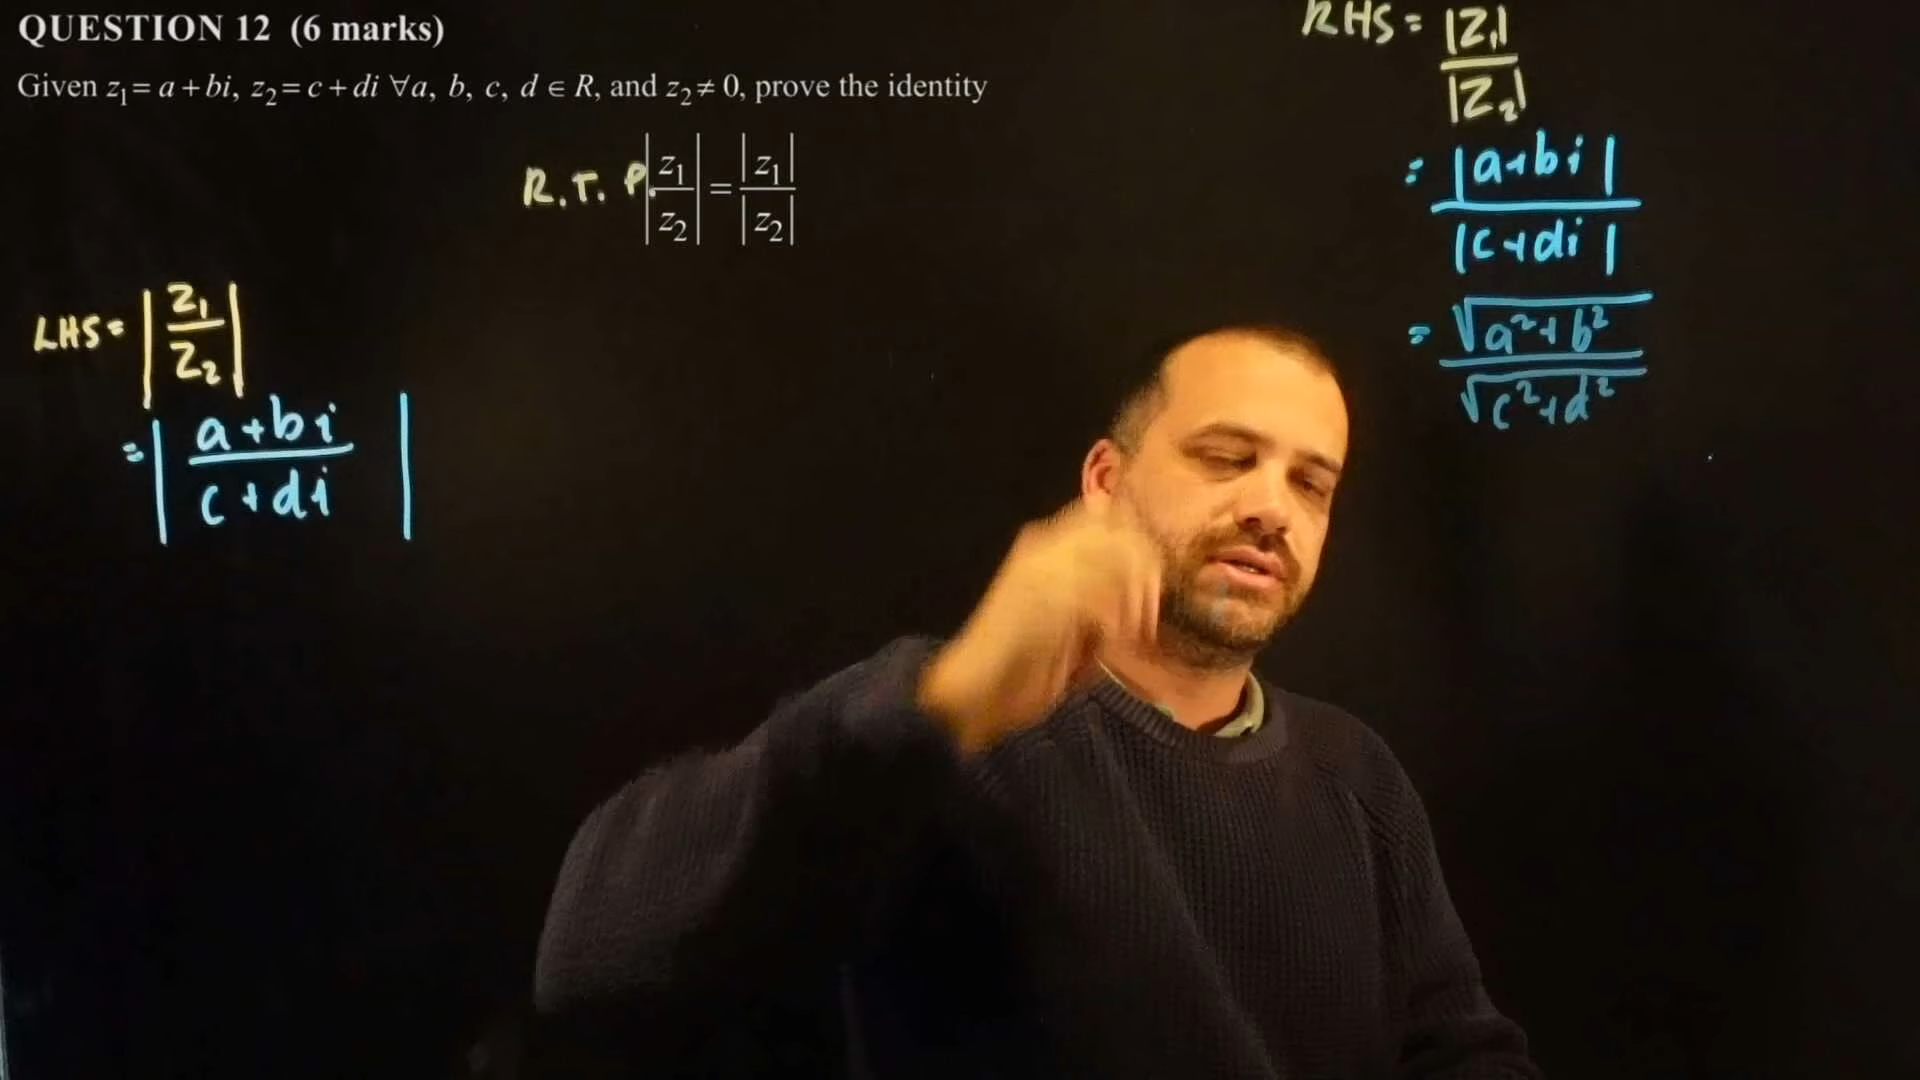 QUESTION 12 (6 marks)
Given z₁ = a + bi, z₂ = c + di ∀a, b, c, d ∈ R, and z₂ ≠ 0, prove the identity
R.T.P. |z₁/z₂| = |z₁|/|z₂|
LHS = |z₁/z₂|
= |(a+bi)/(c+di)|
RHS = |z₁|/|z₂|
= |a+bi|/|c+di|
= √(a²+b²)/√(c²+d²)